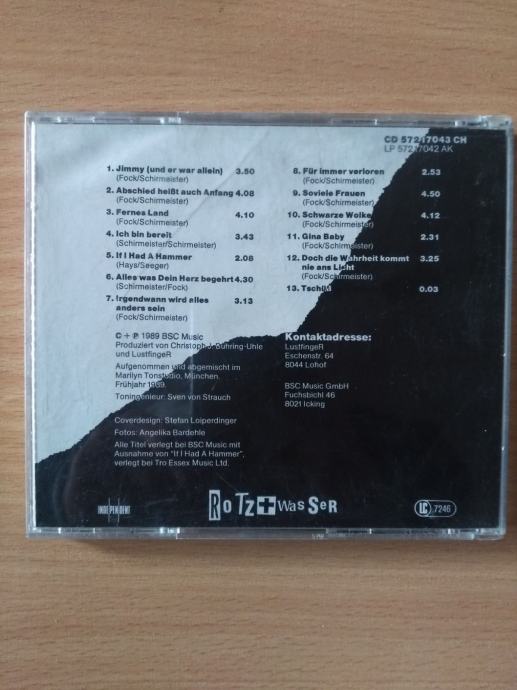 CD 572 17043 CH
LP 572 17042 AK
1. Jimmy (und er war allein) 3.50
(Fock/Schirmeister)
2. Abschied heißt auch Anfang 4.08
(Fock/Schirmeister)
3. Fernes Land 4.10
(Fock/Schirmeister)
4. Ich bin bereit 3.43
(Schirmeister/Schirmeister)
5. If I Had A Hammer 2.08
(Hays/Seeger)
6. Alles was Dein Herz begehrt 4.30
(Schirmeister/Fock)
7. Irgendwann wird alles
anders sein 3.13
(Fock/Schirmeister)
8. Für immer verloren 2.53
(Fock/Schirmeister)
9. Soviele Frauen 4.50
(Fock/Schirmeister)
10. Schwarze Wolke 4.12
(Fock/Schirmeister)
11. Gina Baby 2.31
(Fock/Schirmeister)
12. Doch die Wahrheit kommt 3.25
nie ans Licht
(Fock/Schirmeister)
13. Tschüß 0.03
© + ℗ 1989 BSC Music
Produziert von Christoph J. Bühring-Uhle
und LustfingeR
Aufgenommen und abgemischt im
Marilyn Tonstudio, München.
Frühjahr 1989.
Toningenieur: Sven von Strauch
Coverdesign: Stefan Loiperdinger
Fotos: Angelika Bardehle
Alle Titel verlegt bei BSC Music mit
Ausnahme von "If I Had A Hammer",
verlegt bei Tro Essex Music Ltd.
Kontaktadresse:
LustfingeR
Eschenstr. 64
8044 Lohof
BSC Music GmbH
Fuchsbichl 46
8021 Icking
INDEPENDENT
RoTZ+WasSeR
LC 7246